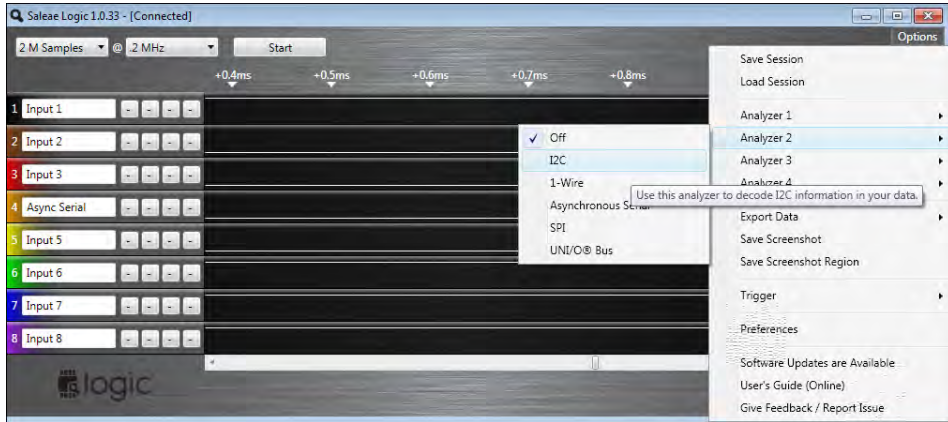 Saleae Logic 1.0.33 - [Connected]
Options
2 M Samples @ .2 MHz Start
+0.4ms +0.5ms +0.6ms +0.7ms +0.8ms
1 Input 1 - - - -
2 Input 2 - - - -
3 Input 3 - - - -
4 Async Serial - - - -
5 Input 5 - - - -
6 Input 6 - - - -
7 Input 7 - - - -
8 Input 8 - - - -
logic
Off
I2C
1-Wire
Asynchronous Serial
SPI
UNI/O® Bus
Use this analyzer to decode I2C information in your data.
Save Session
Load Session
Analyzer 1
Analyzer 2
Analyzer 3
Analyzer 4
Export Data
Save Screenshot
Save Screenshot Region
Trigger
Preferences
Software Updates are Available
User's Guide (Online)
Give Feedback / Report Issue